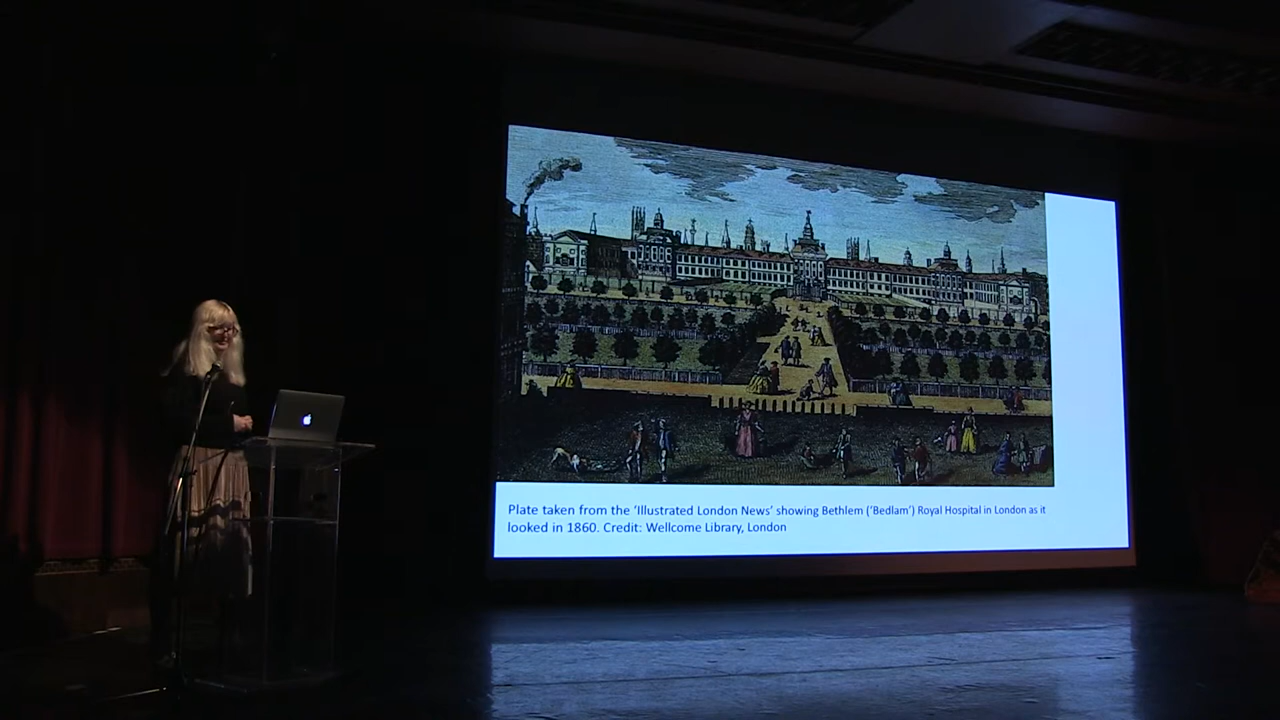 Plate taken from the 'Illustrated London News' showing Bethlem ('Bedlam') Royal Hospital in London as it
looked in 1860. Credit: Wellcome Library, London